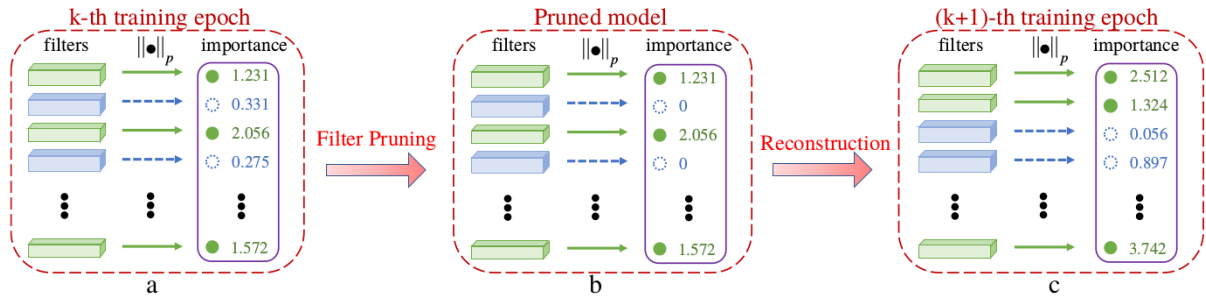 k-th training epoch
filters ||●||p importance
1.231
0.331
2.056
0.275
1.572
a
Filter Pruning
Pruned model
filters ||●||p importance
1.231
0
2.056
0
1.572
b
Reconstruction
(k+1)-th training epoch
filters ||●||p importance
2.512
1.324
0.056
0.897
3.742
c